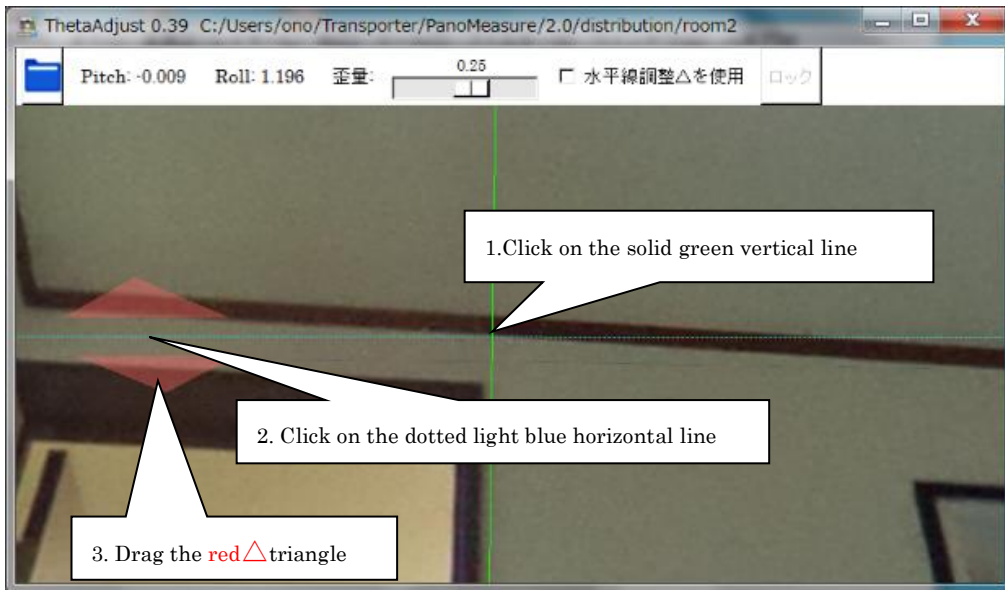 ThetaAdjust 0.39 C:/Users/ono/Transporter/PanoMeasure/2.0/distribution/room2
Pitch: -0.009 Roll: 1.196 歪量: 0.25 水平線調整△を使用 ロック
1.Click on the solid green vertical line
2. Click on the dotted light blue horizontal line
3. Drag the red△triangle